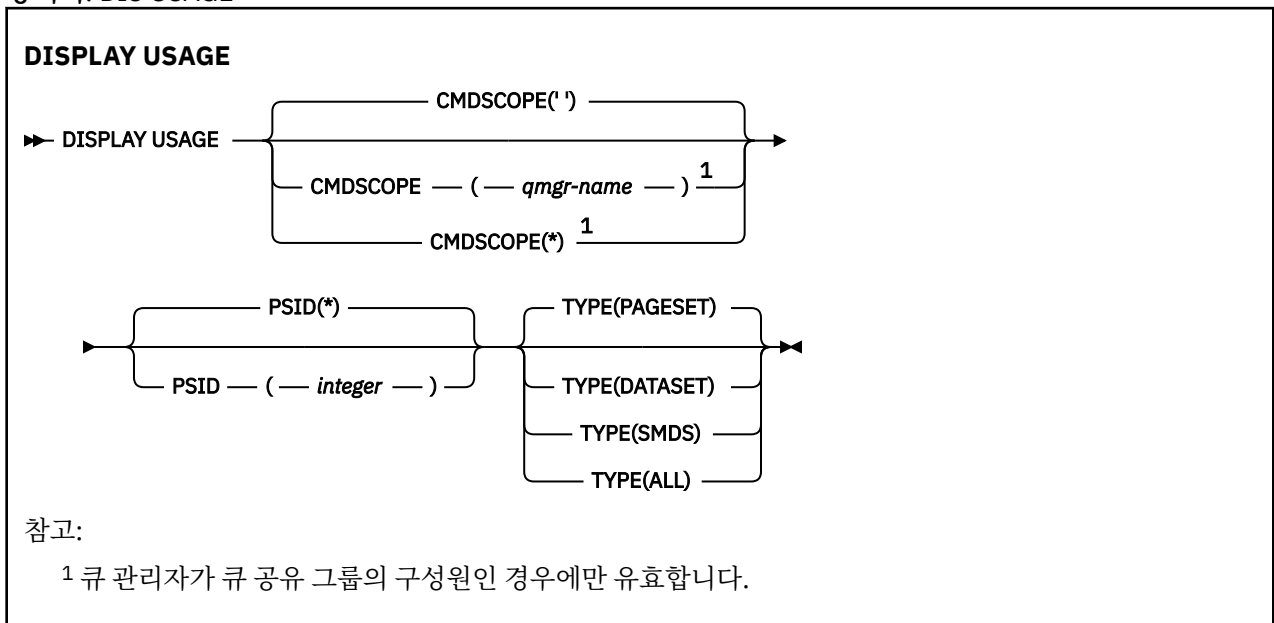 DISPLAY USAGE
CMDSCOPE(' ')
DISPLAY USAGE
CMDSCOPE ( qmgr-name ) 1
CMDSCOPE(*) 1
PSID(*)
PSID ( integer )
TYPE(PAGESET)
TYPE(DATASET)
TYPE(SMDS)
TYPE(ALL)
참고:
1 큐 관리자가 큐 공유 그룹의 구성원인 경우에만 유효합니다.